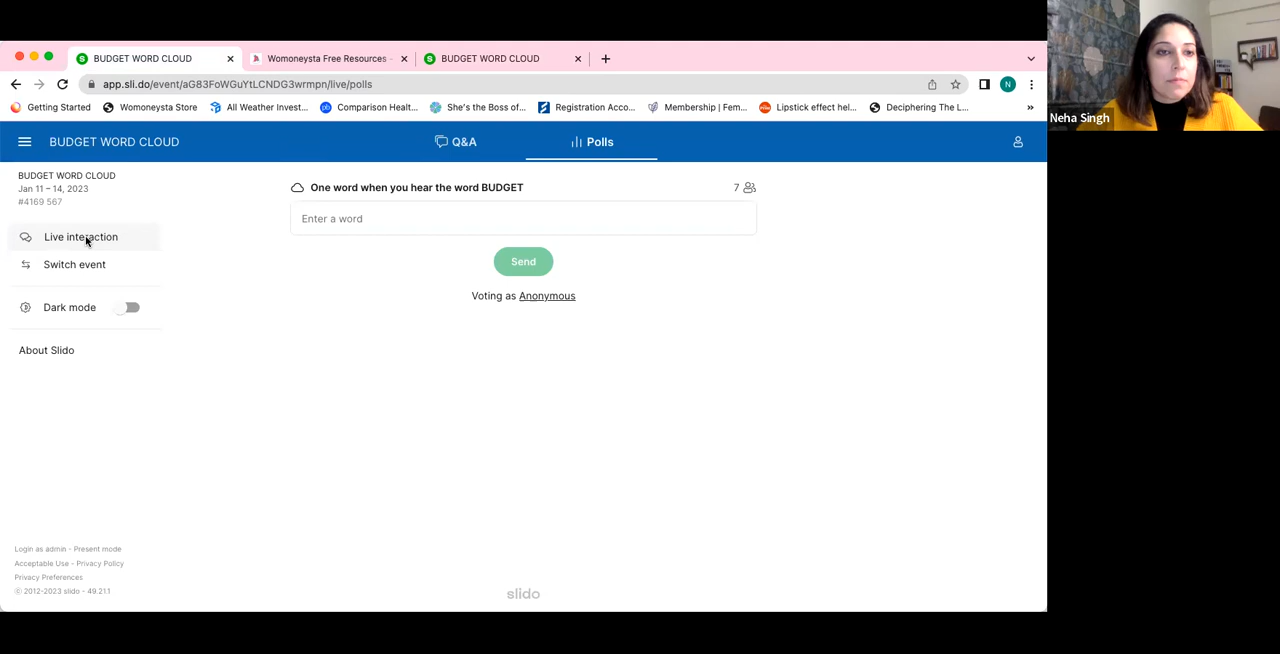 BUDGET WORD CLOUD
Womoneysta Free Resources -
BUDGET WORD CLOUD
app.sli.do/event/aG83FoWGuYtLCNDG3wrmpn/live/polls
N
Getting Started
Womoneysta Store
All Weather Invest...
Comparison Healt...
She's the Boss of...
Registration Acco...
Membership | Fem...
Lipstick effect hel...
Deciphering The L...
»
BUDGET WORD CLOUD
Q&A
Polls
BUDGET WORD CLOUD
Jan 11 – 14, 2023
#4169 567
Live interaction
Switch event
Dark mode
About Slido
One word when you hear the word BUDGET
7
Enter a word
Send
Voting as Anonymous
Login as admin - Present mode
Acceptable Use - Privacy Policy
Privacy Preferences
© 2012-2023 slido - 49.21.1
slido
Neha Singh